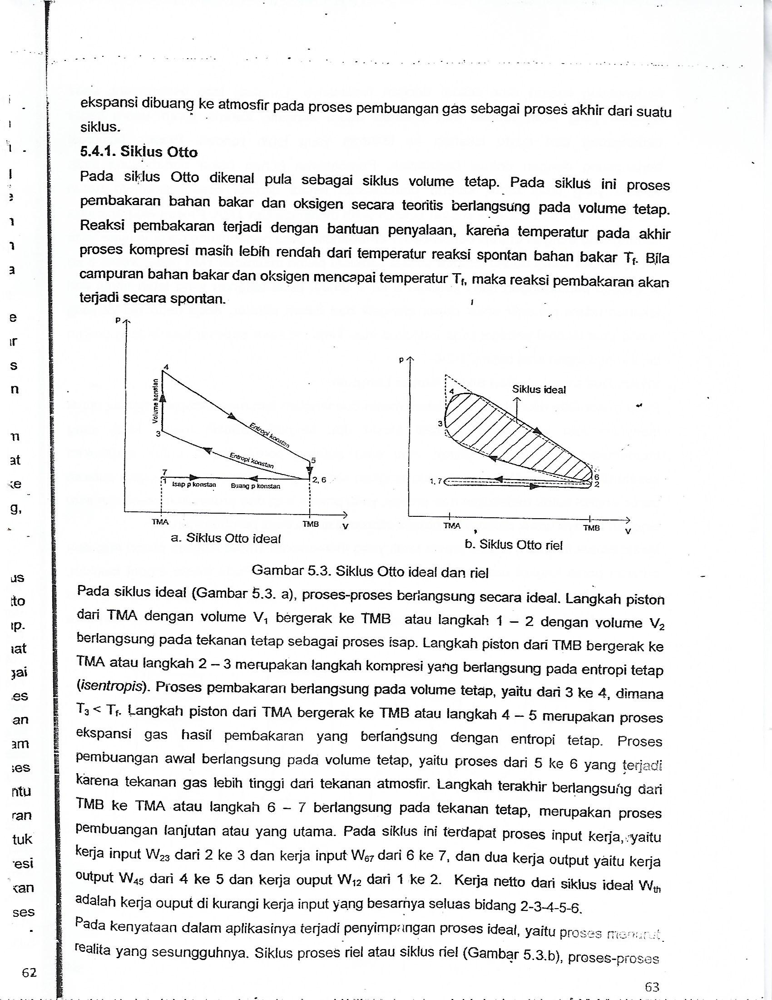 ekspansi dibuang ke atmosfir pada proses pembuangan gas sebagai proses akhir dari suatu
siklus.
5.4.1. Siklus Otto
Pada siklus Otto dikenal pula sebagai siklus volume tetap. Pada siklus ini proses
pembakaran bahan bakar dan oksigen secara teoritis berlangsung pada volume tetap.
Reaksi pembakaran terjadi dengan bantuan penyalaan, karena temperatur pada akhir
proses kompresi masih lebih rendah dari temperatur reaksi spontan bahan bakar Tf. Bila
campuran bahan bakar dan oksigen mencapai temperatur Tf, maka reaksi pembakaran akan
terjadi secara spontan.
P
4
Volume konstan
3
Entropi konstan
Entropi konstan
5
7
1
Isap p konstan
Buang p konstan
2, 6
TMA
TMB
V
a. Siklus Otto ideal
P
4
Siklus ideal
3
1, 7
6
2
TMA
TMB
V
b. Siklus Otto riel
Gambar 5.3. Siklus Otto ideal dan riel
Pada siklus ideal (Gambar 5.3. a), proses-proses berlangsung secara ideal. Langkah piston
dari TMA dengan volume V1 bergerak ke TMB atau langkah 1 – 2 dengan volume V2
berlangsung pada tekanan tetap sebagai proses isap. Langkah piston dari TMB bergerak ke
TMA atau langkah 2 – 3 merupakan langkah kompresi yang berlangsung pada entropi tetap
(isentropis). Proses pembakaran berlangsung pada volume tetap, yaitu dari 3 ke 4, dimana
T3 < Tf. Langkah piston dari TMA bergerak ke TMB atau langkah 4 – 5 merupakan proses
ekspansi gas hasil pembakaran yang berlangsung dengan entropi tetap. Proses
pembuangan awal berlangsung pada volume tetap, yaitu proses dari 5 ke 6 yang terjadi
karena tekanan gas lebih tinggi dari tekanan atmosfir. Langkah terakhir berlangsung dari
TMB ke TMA atau langkah 6 – 7 berlangsung pada tekanan tetap, merupakan proses
pembuangan lanjutan atau yang utama. Pada siklus ini terdapat proses input kerja, yaitu
kerja input W23 dari 2 ke 3 dan kerja input W67 dari 6 ke 7, dan dua kerja output yaitu kerja
output W45 dari 4 ke 5 dan kerja ouput W12 dari 1 ke 2. Kerja netto dari siklus ideal Wth
adalah kerja ouput di kurangi kerja input yang besarnya seluas bidang 2-3-4-5-6.
Pada kenyataan dalam aplikasinya terjadi penyimpangan proses ideal, yaitu proses menurut
realita yang sesungguhnya. Siklus proses riel atau siklus riel (Gambar 5.3.b), proses-proses
62
63